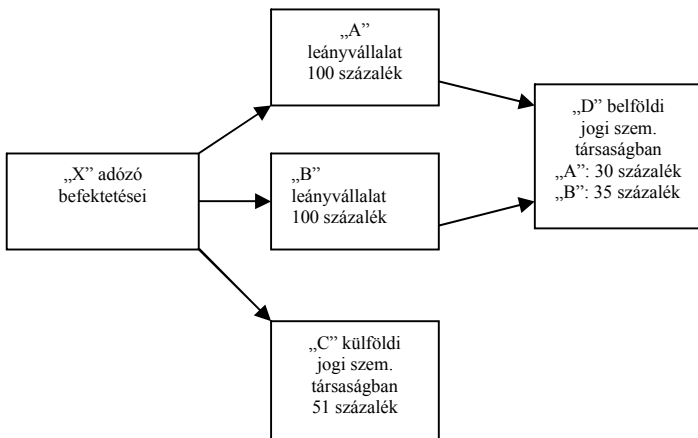 „A”
leányvállalat
100 százalék
„D” belföldi
jogi szem.
társaságban
„A”: 30 százalék
„B”: 35 százalék
„X” adózó
befektetései
„B”
leányvállalat
100 százalék
„C” külföldi
jogi szem.
társaságban
51 százalék